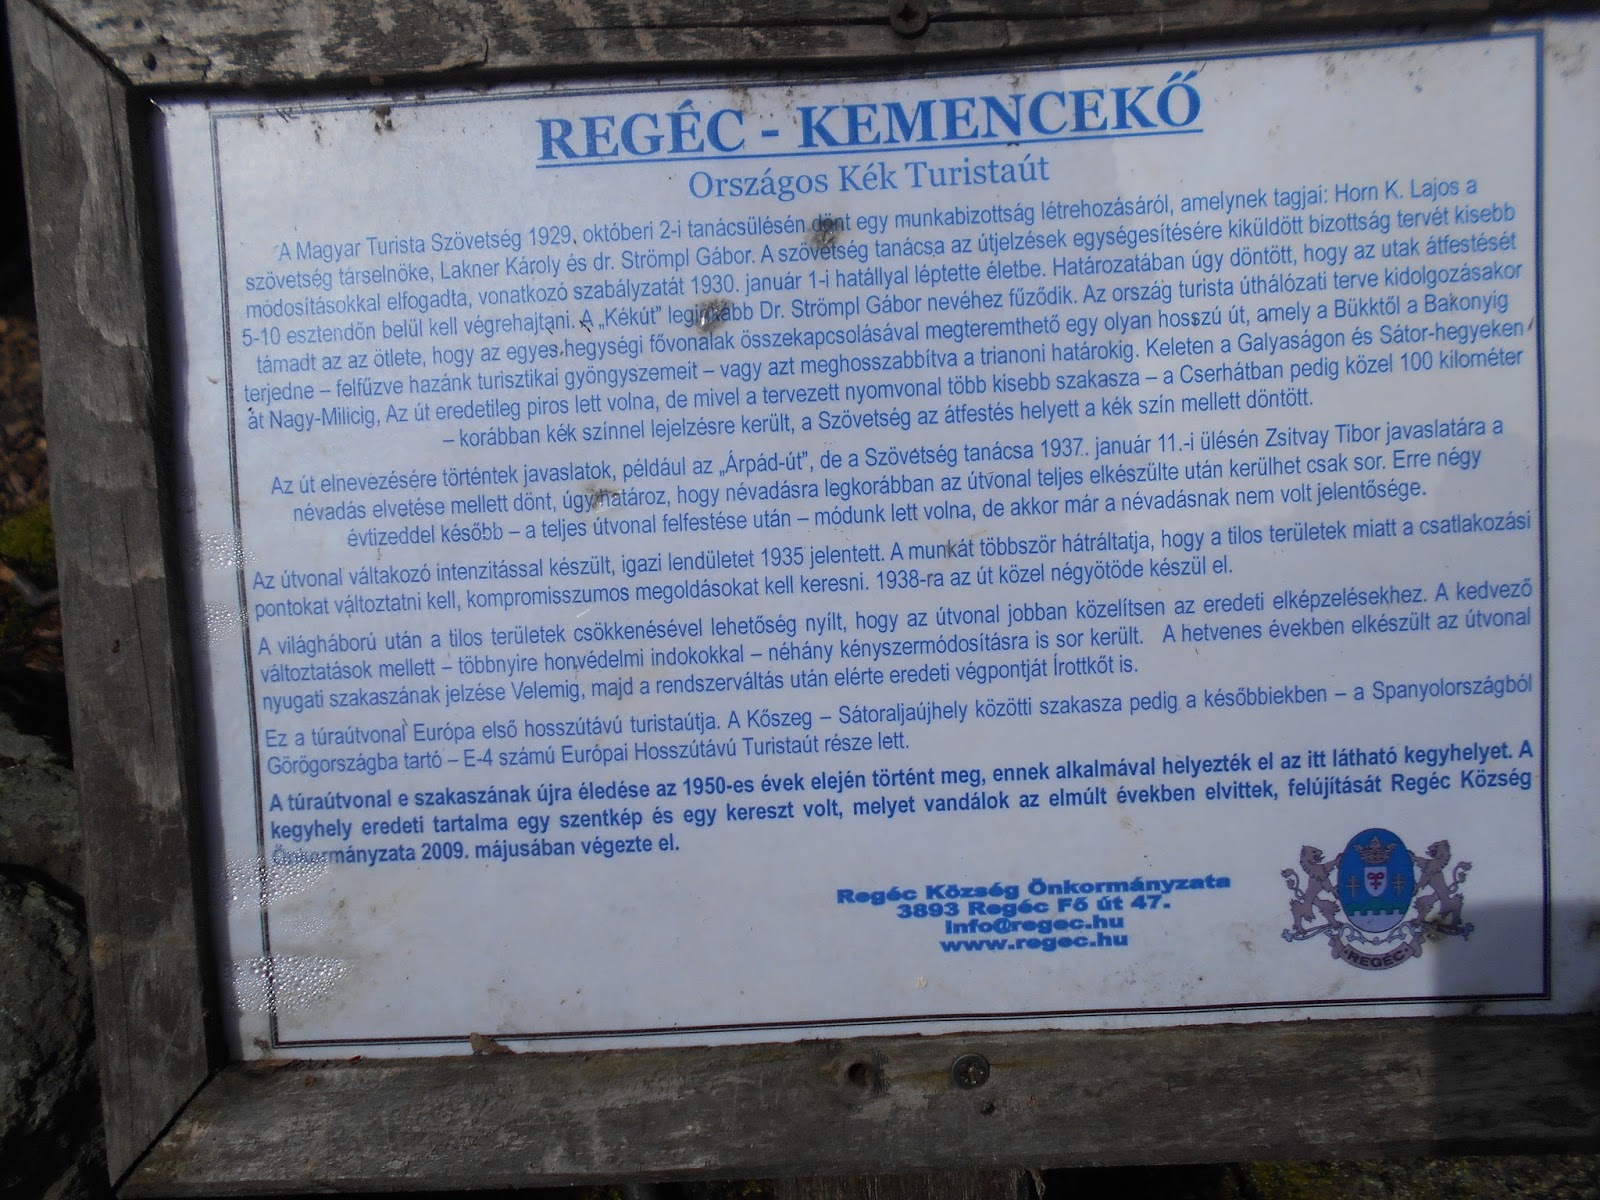 REGÉC - KEMENCEKŐ
Országos Kék Turistaút
A Magyar Turista Szövetség 1929. októberi 2-i tanácsülésén dönt egy munkabizottság létrehozásáról, amelynek tagjai: Horn K. Lajos a
szövetség társelnöke, Lakner Károly és dr. Strömpl Gábor. A szövetség tanácsa az útjelzések egységesítésére kiküldött bizottság tervét kisebb
módosításokkal elfogadta, vonatkozó szabályzatát 1930. január 1-i hatállyal léptette életbe. Határozatában úgy döntött, hogy az utak átfestését
5-10 esztendőn belül kell végrehajtani. A „Kékút” leginkább Dr. Strömpl Gábor nevéhez fűződik. Az ország turista úthálózati terve kidolgozásakor
támadt az az ötlete, hogy az egyes hegységi fővonalak összekapcsolásával megteremthető egy olyan hosszú út, amely a Bükktől a Bakonyig
terjedne – felfűzve hazánk turisztikai gyöngyszemeit – vagy azt meghosszabbítva a trianoni határokig. Keleten a Galyaságon és Sátor-hegyeken
át Nagy-Milicig, Az út eredetileg piros lett volna, de mivel a tervezett nyomvonal több kisebb szakasza – a Cserhátban pedig közel 100 kilométer
– korábban kék színnel lejelzésre került, a Szövetség az átfestés helyett a kék szín mellett döntött.
Az út elnevezésére történtek javaslatok, például az „Árpád-út”, de a Szövetség tanácsa 1937. január 11.-i ülésén Zsitvay Tibor javaslatára a
névadás elvetése mellett dönt, úgy határoz, hogy névadásra legkorábban az útvonal teljes elkészülte után kerülhet csak sor. Erre négy
évtizeddel később – a teljes útvonal felfestése után – módunk lett volna, de akkor már a névadásnak nem volt jelentősége.
Az útvonal váltakozó intenzitással készült, igazi lendületet 1935 jelentett. A munkát többször hátráltatja, hogy a tilos területek miatt a csatlakozási
pontokat változtatni kell, kompromisszumos megoldásokat kell keresni. 1938-ra az út közel négyötöde készül el.
A világháború után a tilos területek csökkenésével lehetőség nyílt, hogy az útvonal jobban közelítsen az eredeti elképzelésekhez. A kedvező
változtatások mellett – többnyire honvédelmi indokokkal – néhány kényszermódosításra is sor került. A hetvenes években elkészült az útvonal
nyugati szakaszának jelzése Velemig, majd a rendszerváltás után elérte eredeti végpontját Írottkőt is.
Ez a túraútvonal Európa első hosszútávú turistaútja. A Kőszeg – Sátoraljaújhely közötti szakasza pedig a későbbiekben – a Spanyolországból
Görögországba tartó – E-4 számú Európai Hosszútávú Turistaút része lett.
A túraútvonal e szakaszának újra éledése az 1950-es évek elején történt meg, ennek alkalmával helyezték el az itt látható kegyhelyet. A
kegyhely eredeti tartalma egy szentkép és egy kereszt volt, melyet vandálok az elmúlt években elvittek, felújítását Regéc Község
Önkormányzata 2009. májusában végezte el.
Regéc Község Önkormányzata
3893 Regéc Fő út 47.
info@regec.hu
www.regec.hu
·REGÉC·